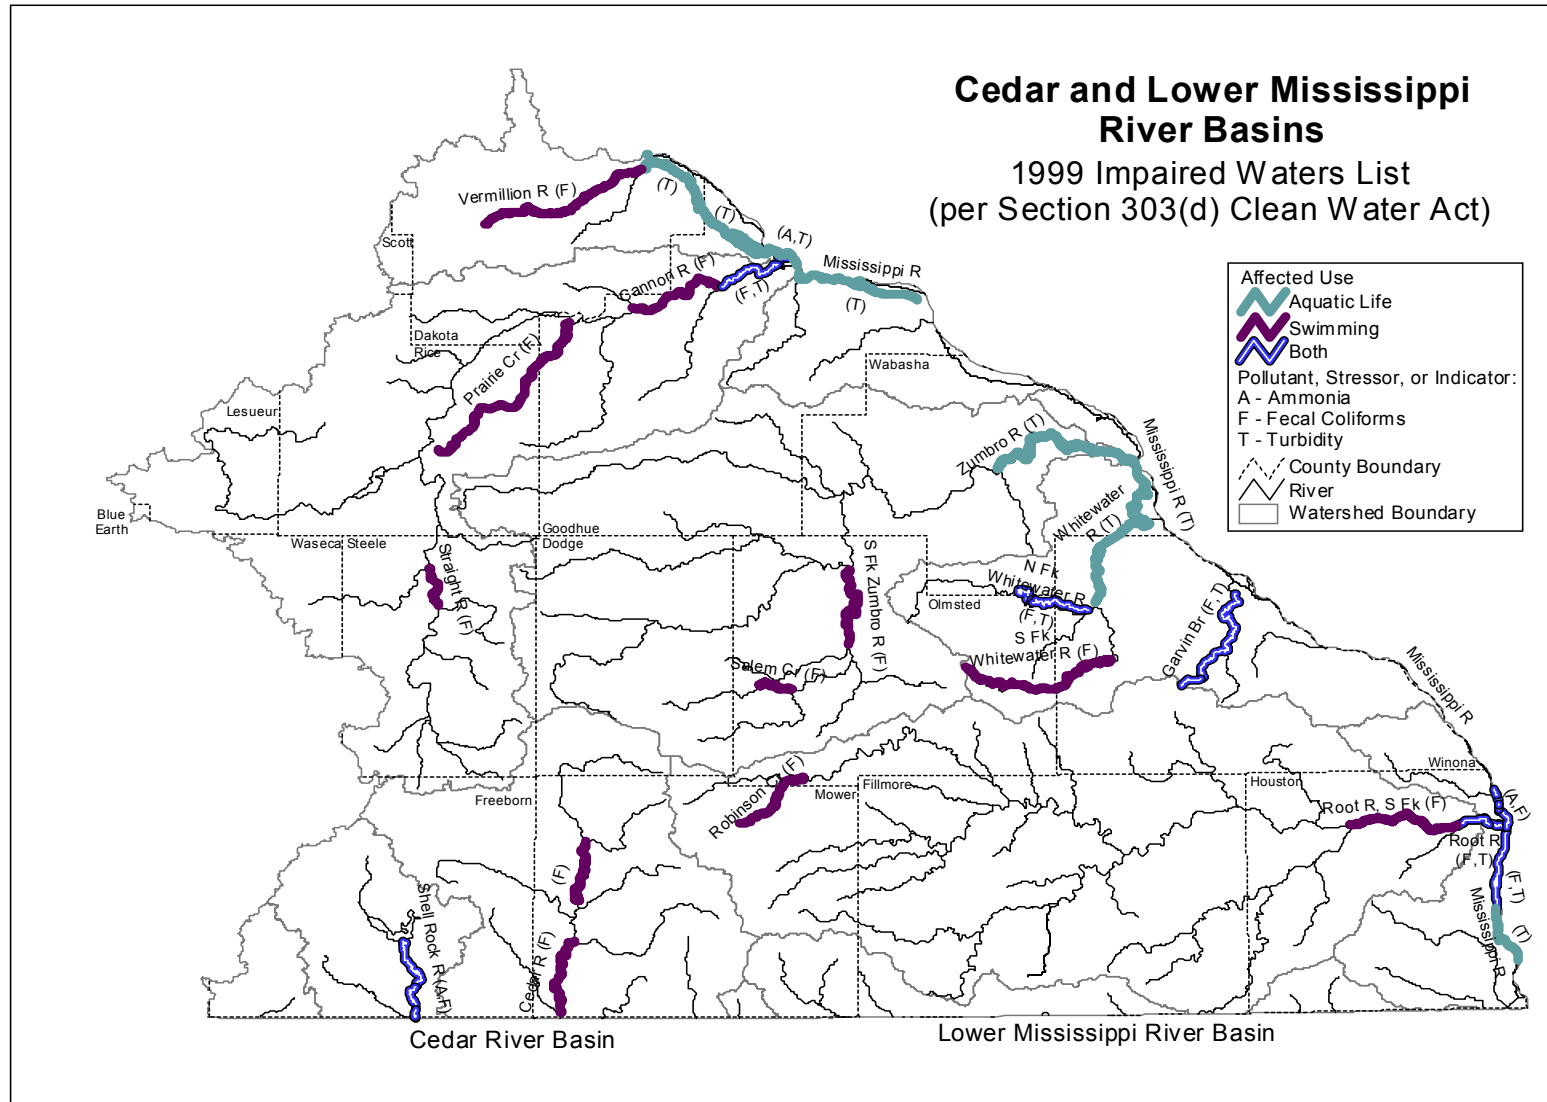 Cedar and Lower Mississippi
River Basins
1999 Impaired Waters List
(per Section 303(d) Clean Water Act)
Affected Use
Aquatic Life
Swimming
Both
Pollutant, Stressor, or Indicator:
A - Ammonia
F - Fecal Coliforms
T - Turbidity
County Boundary
River
Watershed Boundary
Vermillion R (F)
(T)
(T)
(A,T)
Mississippi R
(T)
Scott
Cannon R (F)
(F,T)
Dakota
Rice
Prairie Cr (F)
Wabasha
Lesueur
Zumbro R (T)
Mississippi R (T)
Whitewater
R (T)
Blue
Earth
Goodhue
Dodge
Waseca
Steele
Straight R (F)
S Fk Zumbro R (F)
N Fk
Whitewater R
(F,T)
Olmsted
S Fk
Whitewater R (F)
Garvin Br (F, T)
Salem Cr (F)
Mississippi R
Robinson Cr (F)
Mower
Fillmore
Freeborn
Houston
Winona
Root R, S Fk (F)
(A,F)
Root R
(F,T)
(F,T)
Mississippi R
(T)
(F)
Shell Rock R (A,F)
Cedar R (F)
Cedar River Basin
Lower Mississippi River Basin